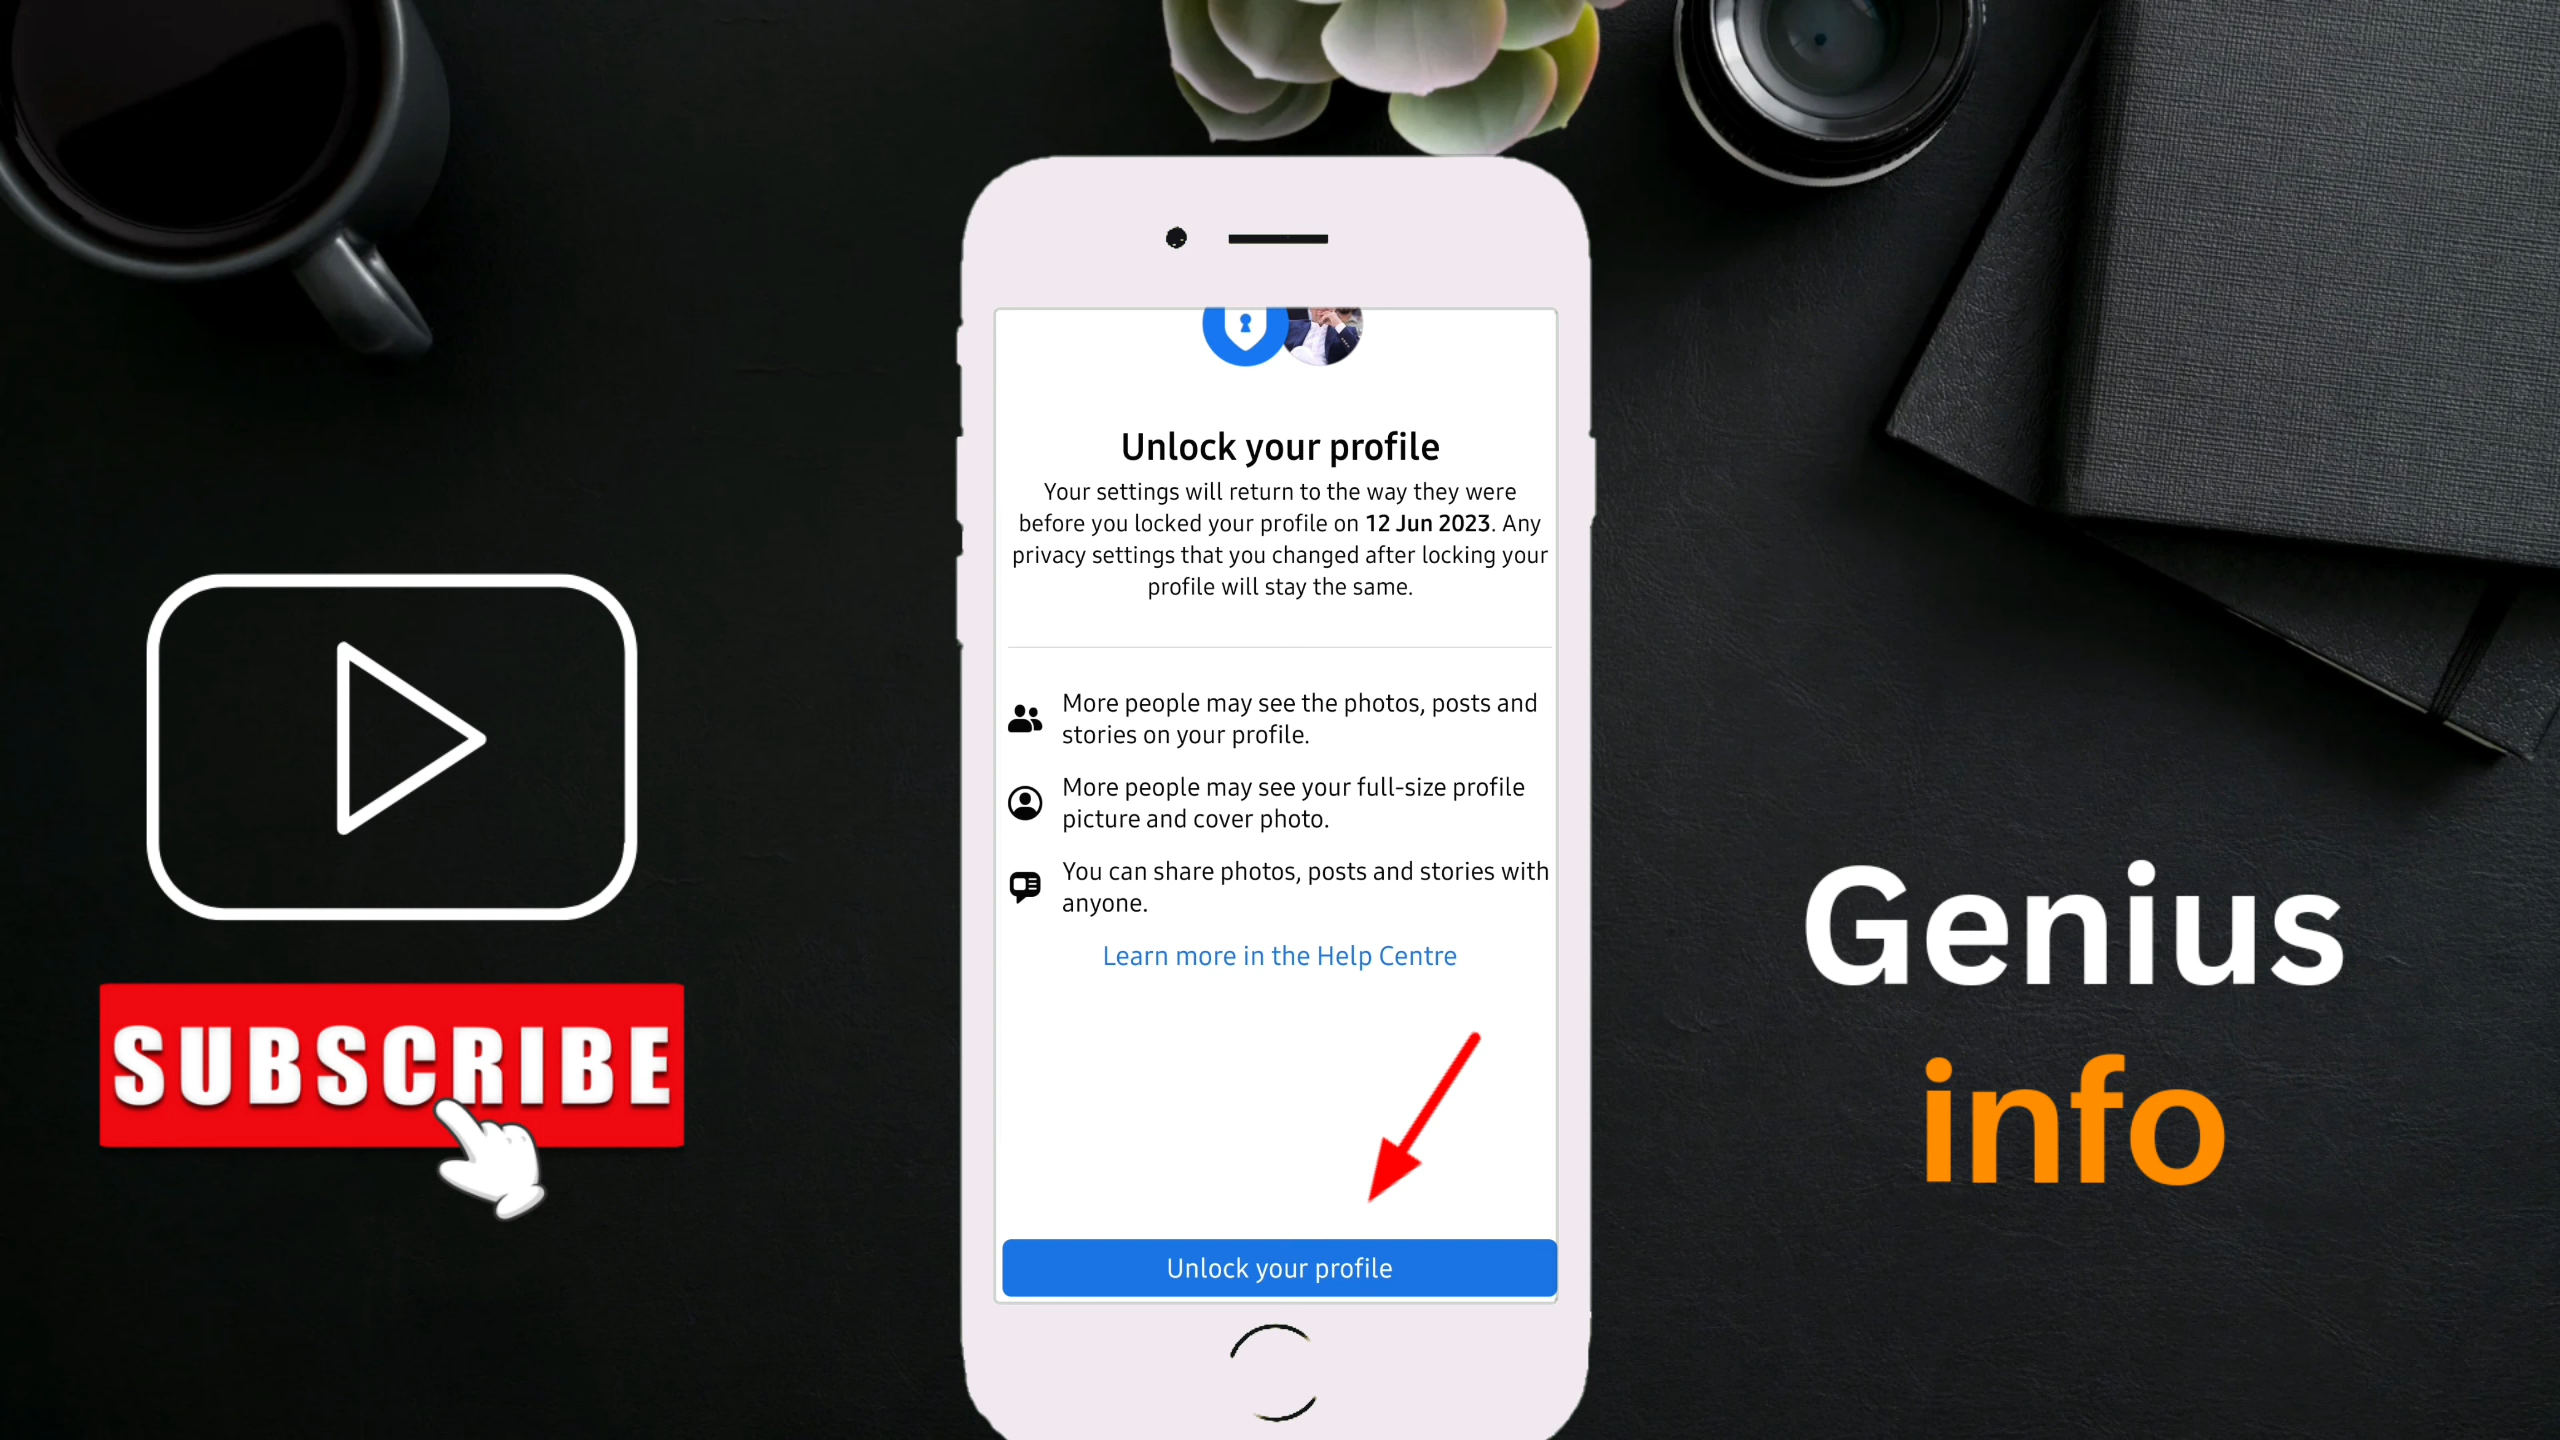 Unlock your profile
Your settings will return to the way they were
before you locked your profile on 12 Jun 2023. Any
privacy settings that you changed after locking your
profile will stay the same.
More people may see the photos, posts and
stories on your profile.
More people may see your full-size profile
picture and cover photo.
You can share photos, posts and stories with
anyone.
Learn more in the Help Centre
Unlock your profile
SUBSCRIBE
Genius
info